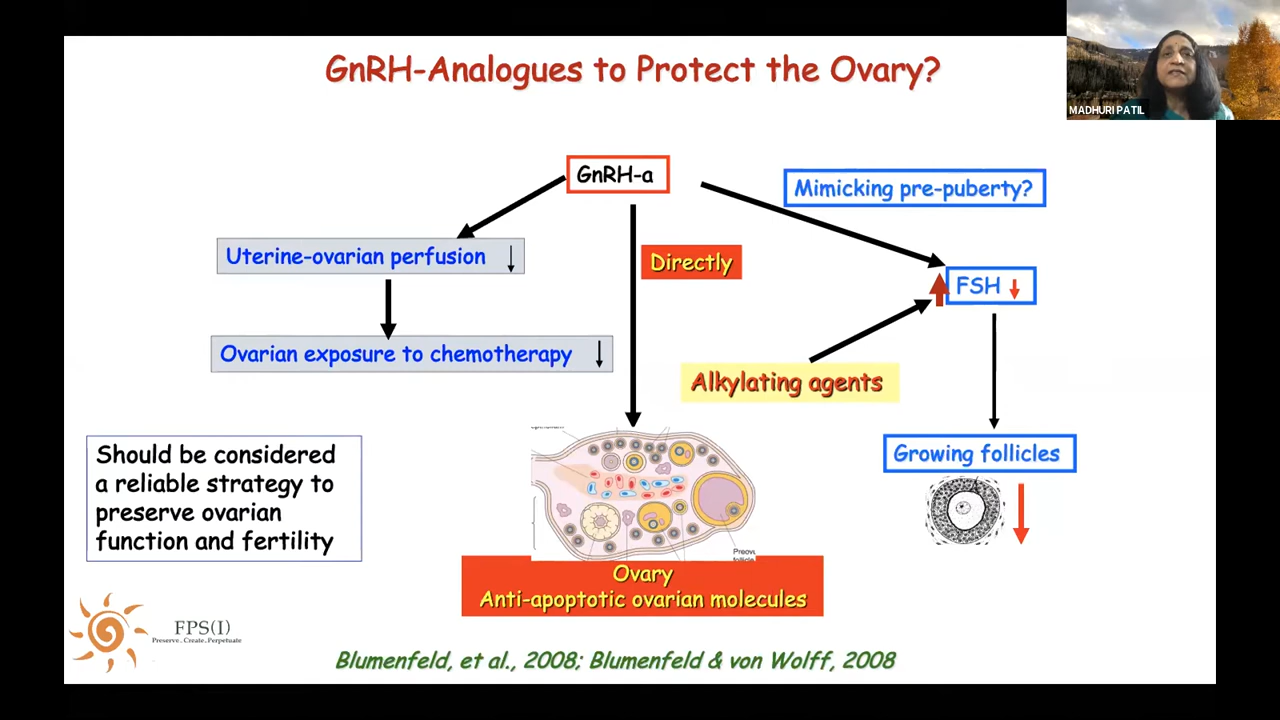 GnRH-Analogues to Protect the Ovary?
MADHURI PATIL
GnRH-a
Mimicking pre-puberty?
Uterine-ovarian perfusion ↓
Directly
FSH ↓
Ovarian exposure to chemotherapy ↓
Alkylating agents
Should be considered
a reliable strategy to
preserve ovarian
function and fertility
Growing follicles
Ovary
Anti-apoptotic ovarian molecules
FPS(I)
Preserve . Create . Perpetuate
Blumenfeld, et al., 2008; Blumenfeld & von Wolff, 2008